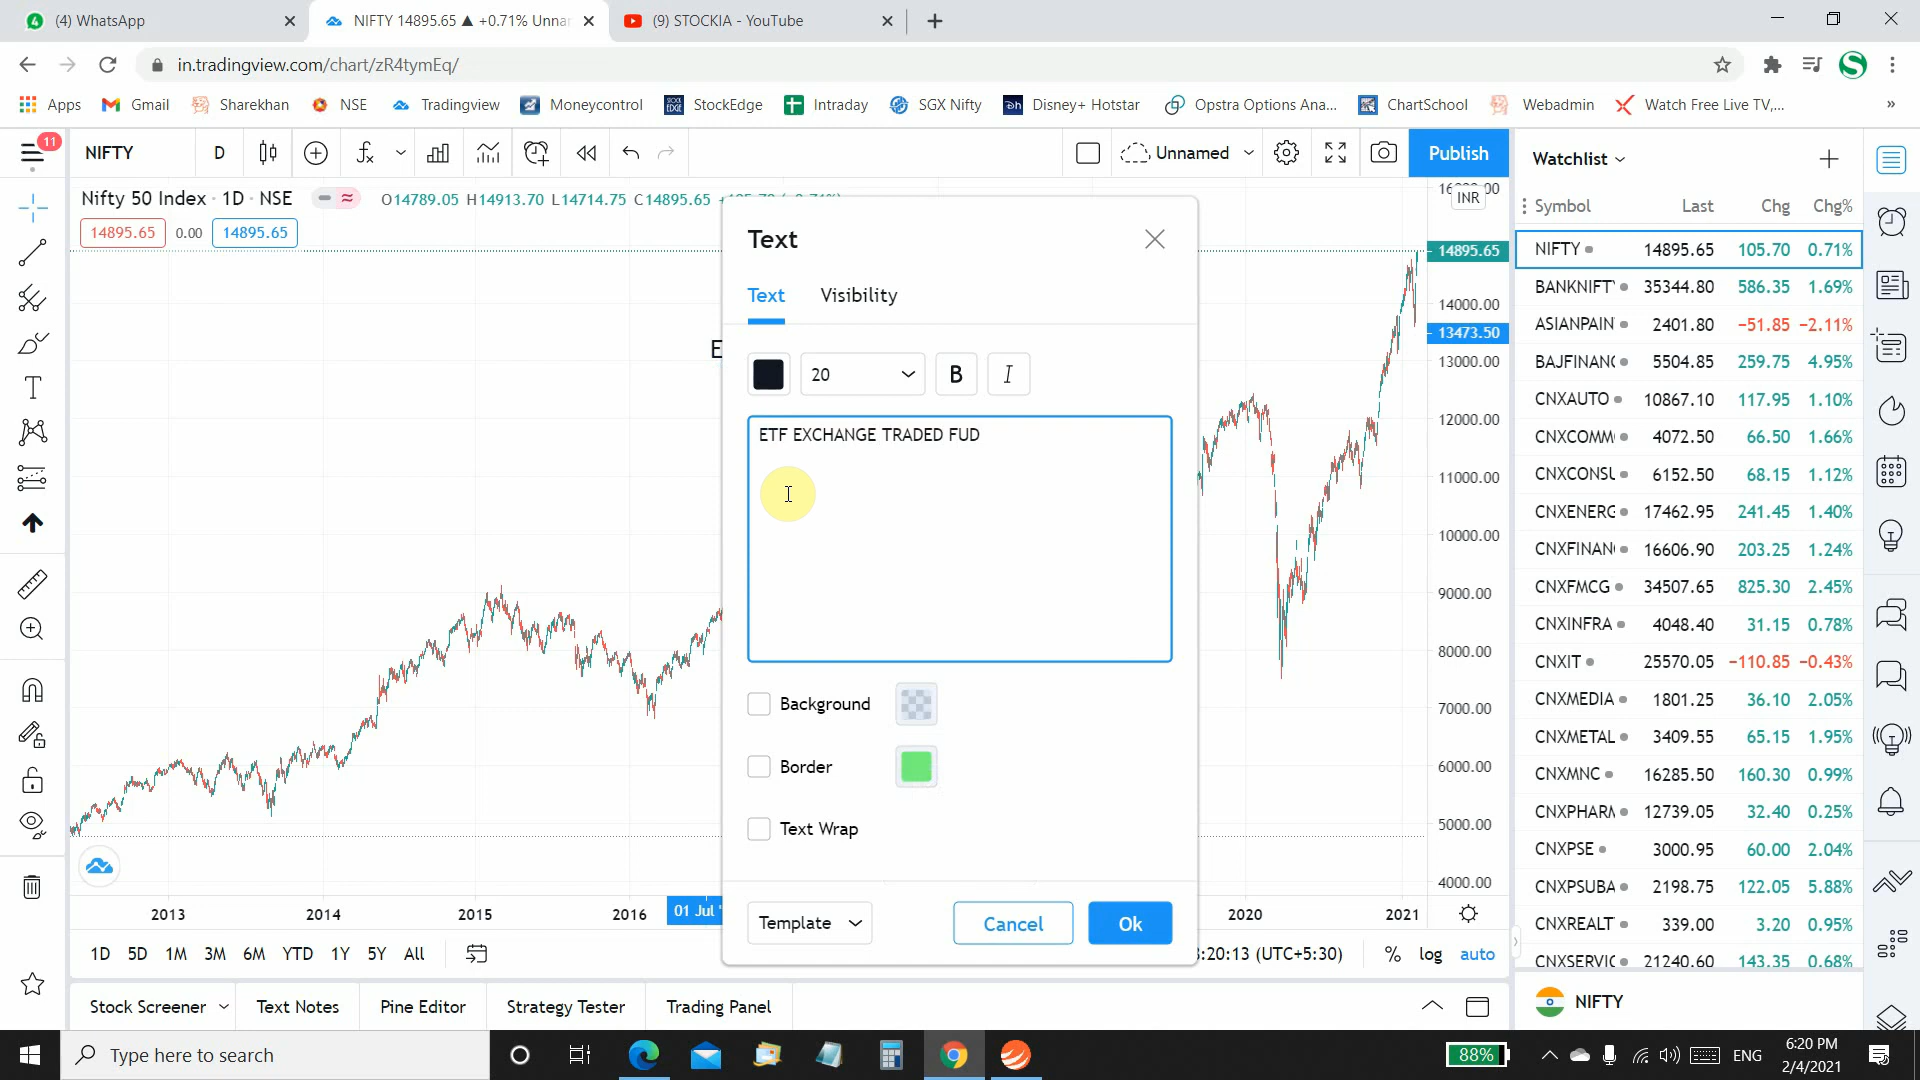 (4) WhatsApp
NIFTY 14895.65 ▲ +0.71% Unna
(9) STOCKIA - YouTube
in.tradingview.com/chart/zR4tymEq/
Apps Gmail Sharekhan NSE Tradingview Moneycontrol StockEdge Intraday SGX Nifty Disney+ Hotstar Opstra Options Ana... ChartSchool Webadmin Watch Free Live TV,... »
11
NIFTY D Unnamed Publish
Nifty 50 Index · 1D · NSE O14789.05 H14913.70 L14714.75 C14895.65
14895.65 0.00 14895.65
INR
14895.65
14000.00
13473.50
13000.00
12000.00
11000.00
10000.00
9000.00
8000.00
7000.00
6000.00
5000.00
4000.00
E
Text
Text Visibility
20 B I
ETF EXCHANGE TRADED FUD
Background
Border
Text Wrap
Template Cancel Ok
2013 2014 2015 2016 01 Jul ' 2020 2021
1D 5D 1M 3M 6M YTD 1Y 5Y All :20:13 (UTC+5:30) % log auto
Stock Screener Text Notes Pine Editor Strategy Tester Trading Panel
Watchlist
Symbol Last Chg Chg%
NIFTY 14895.65 105.70 0.71%
BANKNIFT 35344.80 586.35 1.69%
ASIANPAIN 2401.80 −51.85 −2.11%
BAJFINANC 5504.85 259.75 4.95%
CNXAUTO 10867.10 117.95 1.10%
CNXCOMM 4072.50 66.50 1.66%
CNXCONSU 6152.50 68.15 1.12%
CNXENERG 17462.95 241.45 1.40%
CNXFINAN 16606.90 203.25 1.24%
CNXFMCG 34507.65 825.30 2.45%
CNXINFRA 4048.40 31.15 0.78%
CNXIT 25570.05 −110.85 −0.43%
CNXMEDIA 1801.25 36.10 2.05%
CNXMETAL 3409.55 65.15 1.95%
CNXMNC 16285.50 160.30 0.99%
CNXPHARM 12739.05 32.40 0.25%
CNXPSE 3000.95 60.00 2.04%
CNXPSUBA 2198.75 122.05 5.88%
CNXREALT 339.00 3.20 0.95%
CNXSERVIC 21240.60 143.35 0.68%
NIFTY
Type here to search
88%
ENG
6:20 PM
2/4/2021